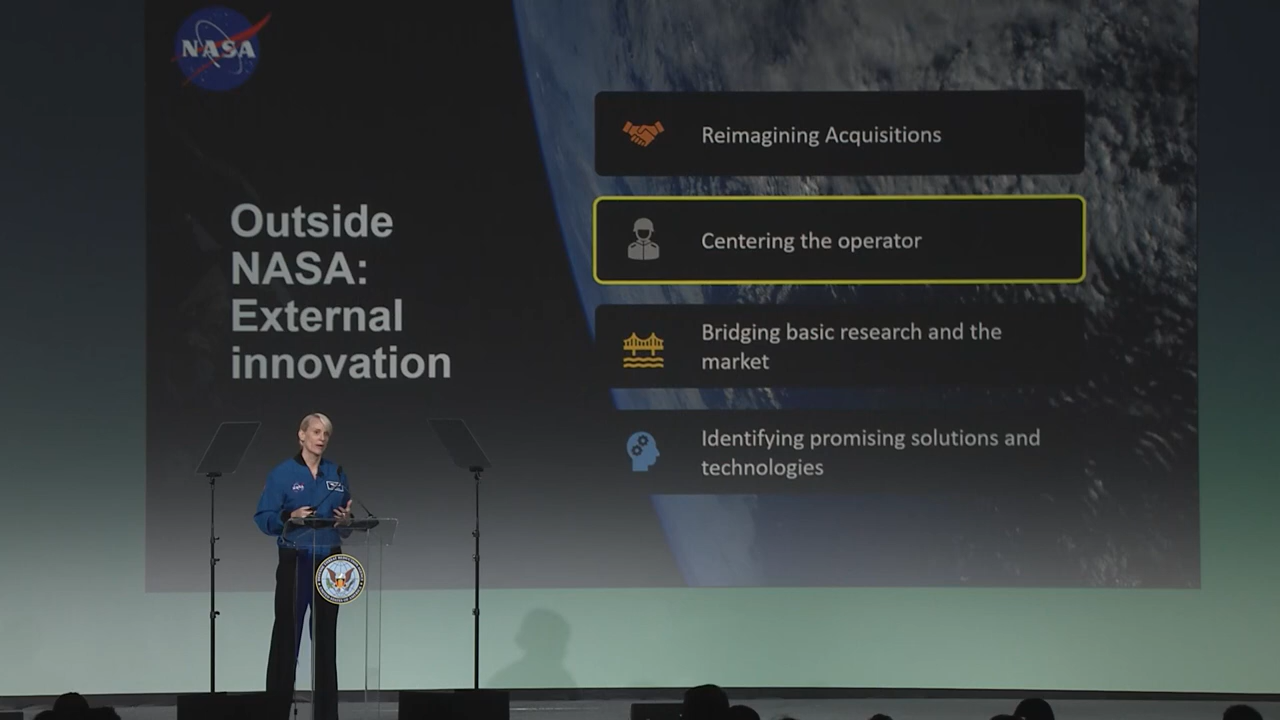 NASA
Outside
NASA:
External
innovation
Reimagining Acquisitions
Centering the operator
Bridging basic research and the
market
Identifying promising solutions and
technologies